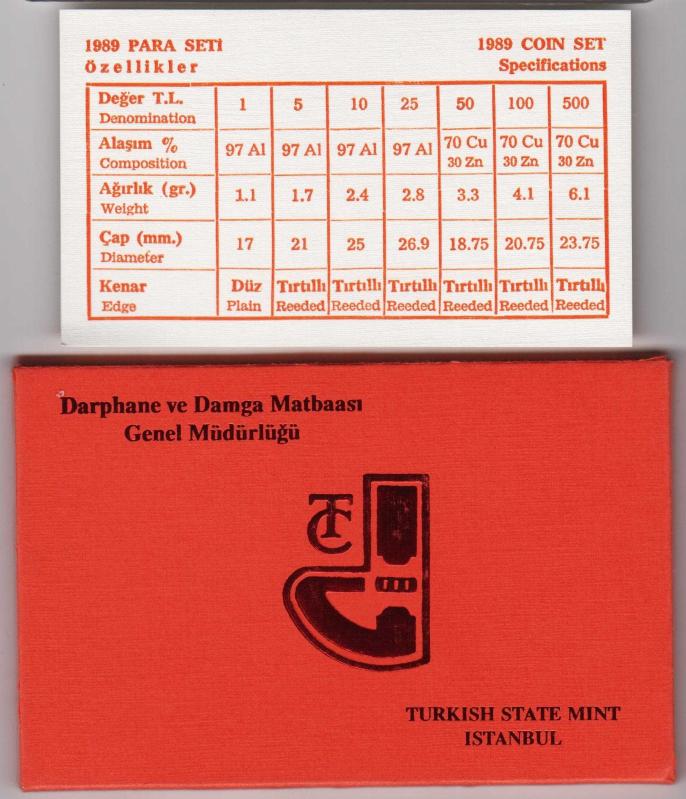 1989 PARA SETİ 1989 COIN SET
Özellikler Specifications
Değer T.L. 1 5 10 25 50 100 500
Denomination
Alaşım % 97 Al 97 Al 97 Al 97 Al 70 Cu 70 Cu 70 Cu
Composition 30 Zn 30 Zn 30 Zn
Ağırlık (gr.) 1.1 1.7 2.4 2.8 3.3 4.1 6.1
Weight
Çap (mm.) 17 21 25 26.9 18.75 20.75 23.75
Diameter
Kenar Düz Tırtıllı Tırtıllı Tırtıllı Tırtıllı Tırtıllı Tırtıllı
Edge Plain Reeded Reeded Reeded Reeded Reeded Reeded
Darphane ve Damga Matbaası
Genel Müdürlüğü
TC
TURKISH STATE MINT
ISTANBUL